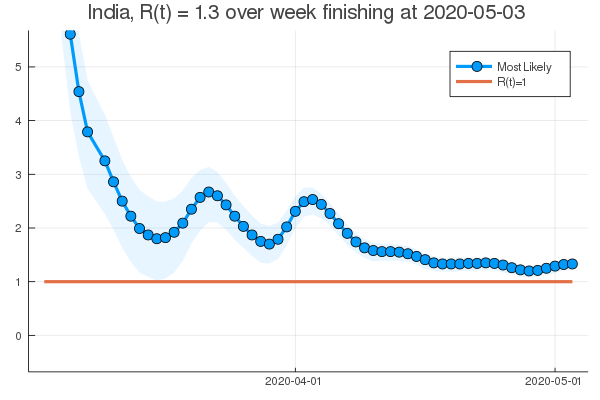 India, R(t) = 1.3 over week finishing at 2020-05-03
Most Likely
R(t)=1
5
4
3
2
1
0
2020-04-01
2020-05-01